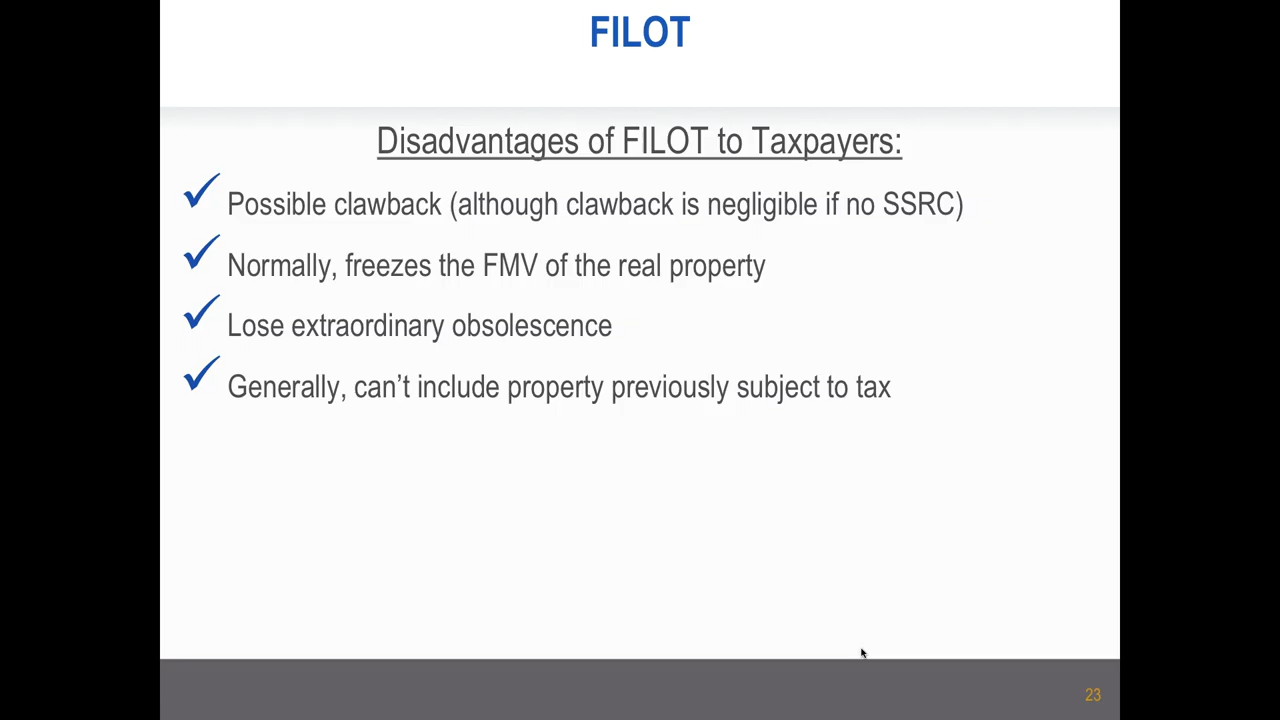 FILOT
Disadvantages of FILOT to Taxpayers:
Possible clawback (although clawback is negligible if no SSRC)
Normally, freezes the FMV of the real property
Lose extraordinary obsolescence
Generally, can’t include property previously subject to tax
23